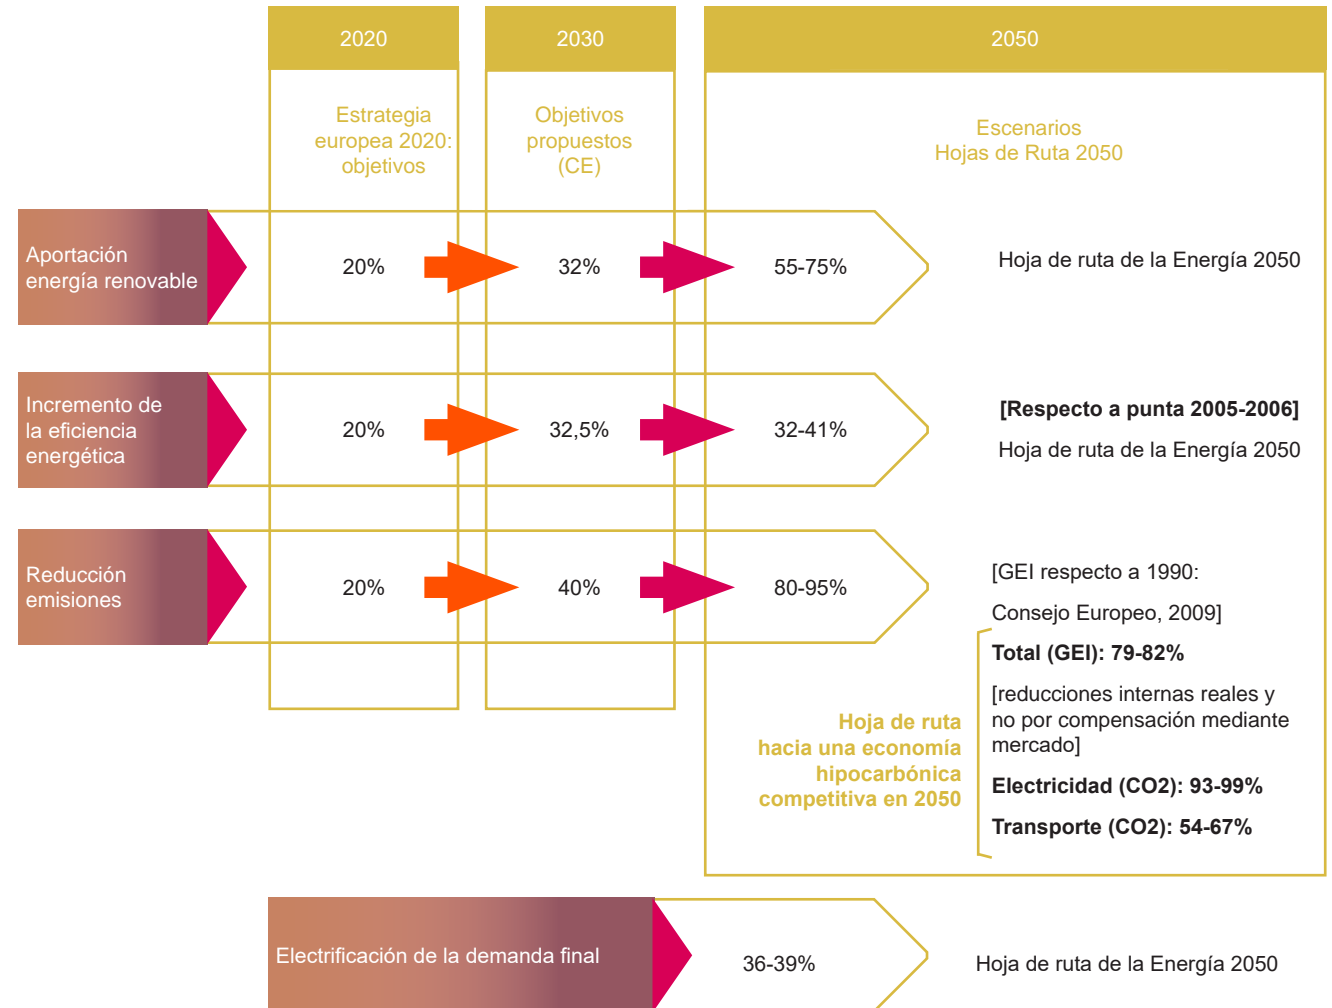 2020
2030
2050
Estrategia
europea 2020:
objetivos
Objetivos
propuestos
(CE)
Escenarios
Hojas de Ruta 2050
Aportación
energía renovable
20%
32%
55-75%
Hoja de ruta de la Energía 2050
Incremento de
la eficiencia
energética
20%
32,5%
32-41%
[Respecto a punta 2005-2006]
Hoja de ruta de la Energía 2050
Reducción
emisiones
20%
40%
80-95%
[GEI respecto a 1990:
Consejo Europeo, 2009]
Hoja de ruta
hacia una economía
hipocarbónica
competitiva en 2050
Total (GEI): 79-82%
[reducciones internas reales y
no por compensación mediante
mercado]
Electricidad (CO2): 93-99%
Transporte (CO2): 54-67%
Electrificación de la demanda final
36-39%
Hoja de ruta de la Energía 2050